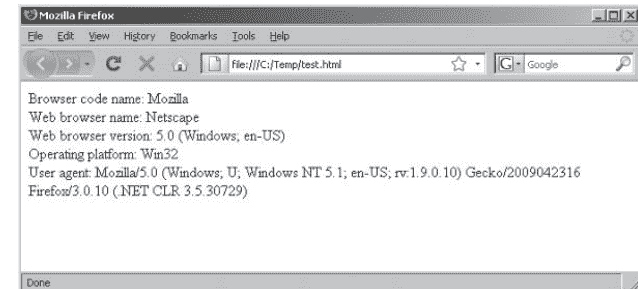 Mozilla Firefox
File Edit View History Bookmarks Tools Help
file:///C:/Temp/test.html G Google
Browser code name: Mozilla
Web browser name: Netscape
Web browser version: 5.0 (Windows; en-US)
Operating platform: Win32
User agent: Mozilla/5.0 (Windows; U; Windows NT 5.1; en-US; rv:1.9.0.10) Gecko/2009042316
Firefox/3.0.10 (.NET CLR 3.5.30729)
Done